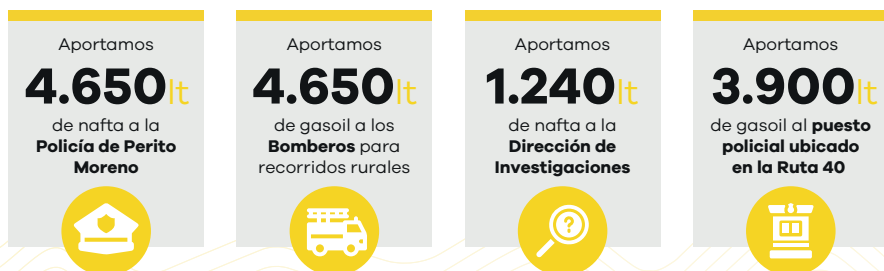 Aportamos
4.650lt
de nafta a la
Policía de Perito
Moreno
Aportamos
4.650lt
de gasoil a los
Bomberos para
recorridos rurales
Aportamos
1.240lt
de nafta a la
Dirección de
Investigaciones
Aportamos
3.900lt
de gasoil al puesto
policial ubicado
en la Ruta 40
?